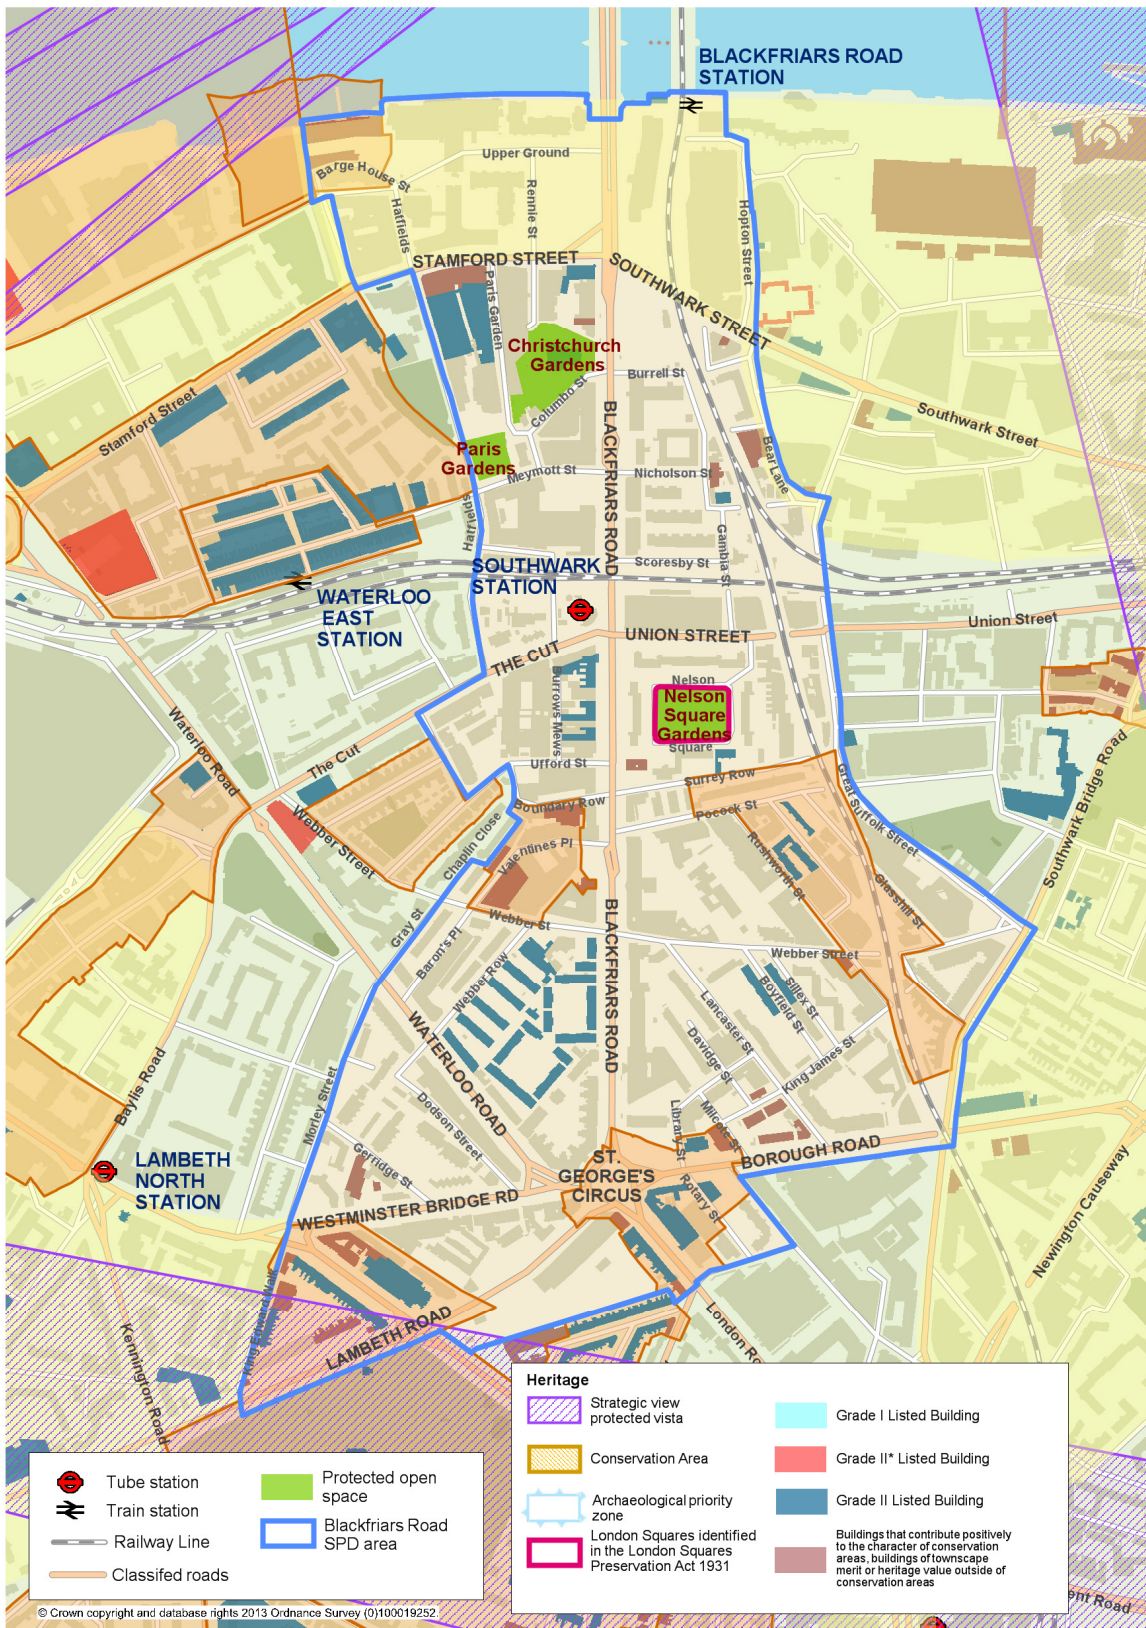 BLACKFRIARS ROAD
STATION
Upper Ground
Barge House St
Rennie St
Hatfields
Hopton Street
STAMFORD STREET
SOUTHWARK STREET
Paris Garden
Christchurch
Gardens
Burrell St
Columbo St
Stamford Street
Southwark Street
BLACKFRIARS ROAD
Paris
Gardens
Meymott St
Nicholson St
Bear Lane
Hatfields
Gambia St
SOUTHWARK
STATION
Scoresby St
WATERLOO
EAST
STATION
Union Street
UNION STREET
THE CUT
Burrows Mews
Nelson
Nelson
Square
Gardens
Square
Waterloo Road
The Cut
Ufford St
Surrey Row
Great Suffolk Street
Southwark Bridge Road
Boundary Row
Pocock St
Webber Street
Chaplin Close
Valentines Pl
Rushworth St
Glasshill St
Gray St
Webber St
BLACKFRIARS ROAD
Baron's Pl
Webber Row
Webber Street
Silex St
Boyfield St
Lancaster St
WATERLOO ROAD
Davidge St
King James St
Baylis Road
Morley Street
Dodson Street
Library St
Milcote St
LAMBETH
NORTH
STATION
Gerridge St
ST.
GEORGE'S
CIRCUS
BOROUGH ROAD
Rotary St
WESTMINSTER BRIDGE RD
Newington Causeway
King Edward Walk
LAMBETH ROAD
London Ro
Kennington Road
Heritage
Strategic view
protected vista
Grade I Listed Building
Conservation Area
Grade II* Listed Building
Archaeological priority
zone
Grade II Listed Building
London Squares identified
in the London Squares
Preservation Act 1931
Buildings that contribute positively
to the character of conservation
areas, buildings of townscape
merit or heritage value outside of
conservation areas
Tube station
Train station
Railway Line
Classifed roads
Protected open
space
Blackfriars Road
SPD area
ent Road
© Crown copyright and database rights 2013 Ordnance Survey (0)100019252.